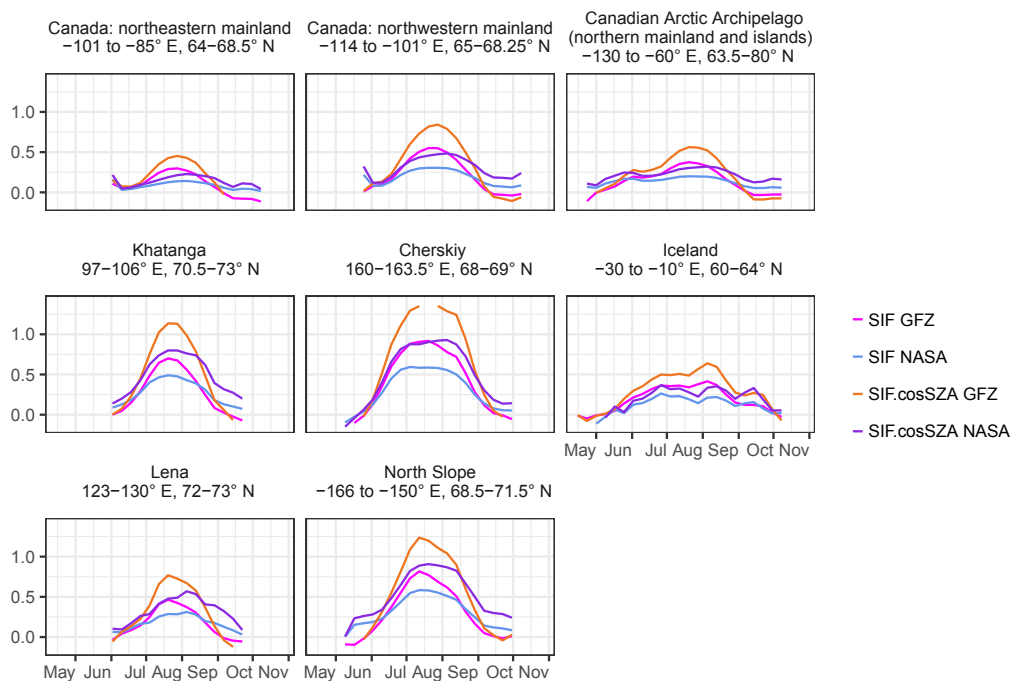 Canada: northeastern mainland
−101 to −85° E, 64−68.5° N
Canada: northwestern mainland
−114 to −101° E, 65−68.25° N
Canadian Arctic Archipelago
(northern mainland and islands)
−130 to −60° E, 63.5−80° N
1.0
0.5
0.0
Khatanga
97−106° E, 70.5−73° N
Cherskiy
160−163.5° E, 68−69° N
Iceland
−30 to −10° E, 60−64° N
1.0
0.5
0.0
May Jun Jul Aug Sep Oct Nov
SIF GFZ
SIF NASA
SIF.cosSZA GFZ
SIF.cosSZA NASA
Lena
123−130° E, 72−73° N
North Slope
−166 to −150° E, 68.5−71.5° N
1.0
0.5
0.0
May Jun Jul Aug Sep Oct Nov
May Jun Jul Aug Sep Oct Nov